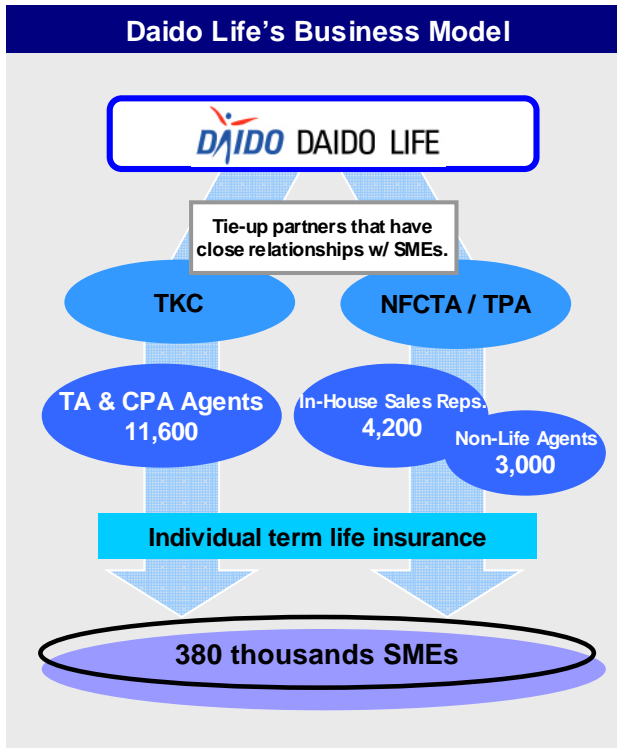 Daido Life's Business Model
DAIDO DAIDO LIFE
Tie-up partners that have
close relationships w/ SMEs.
TKC
NFCTA / TPA
TA & CPA Agents
11,600
In-House Sales Reps.
4,200
Non-Life Agents
3,000
Individual term life insurance
380 thousands SMEs